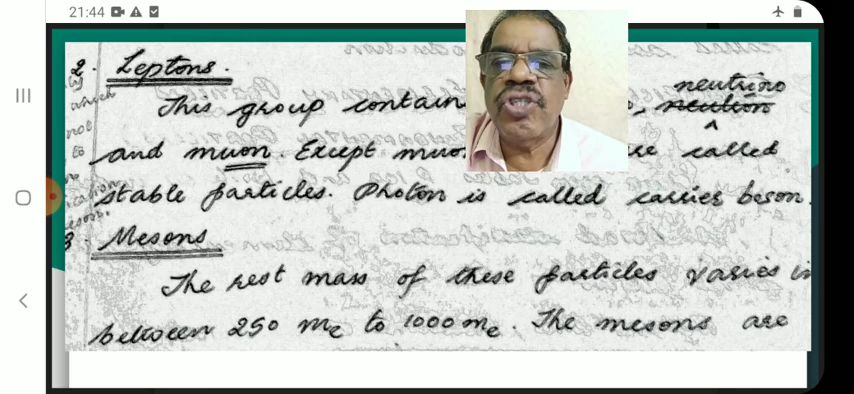 21:44
2. Leptons.
neutrino
This group contain , neutron
and muon. Except called
stable particles. Photon is called carrier boson.
3. Mesons
The rest mass of these particles varies in
between 250 me to 1000 me. The mesons are